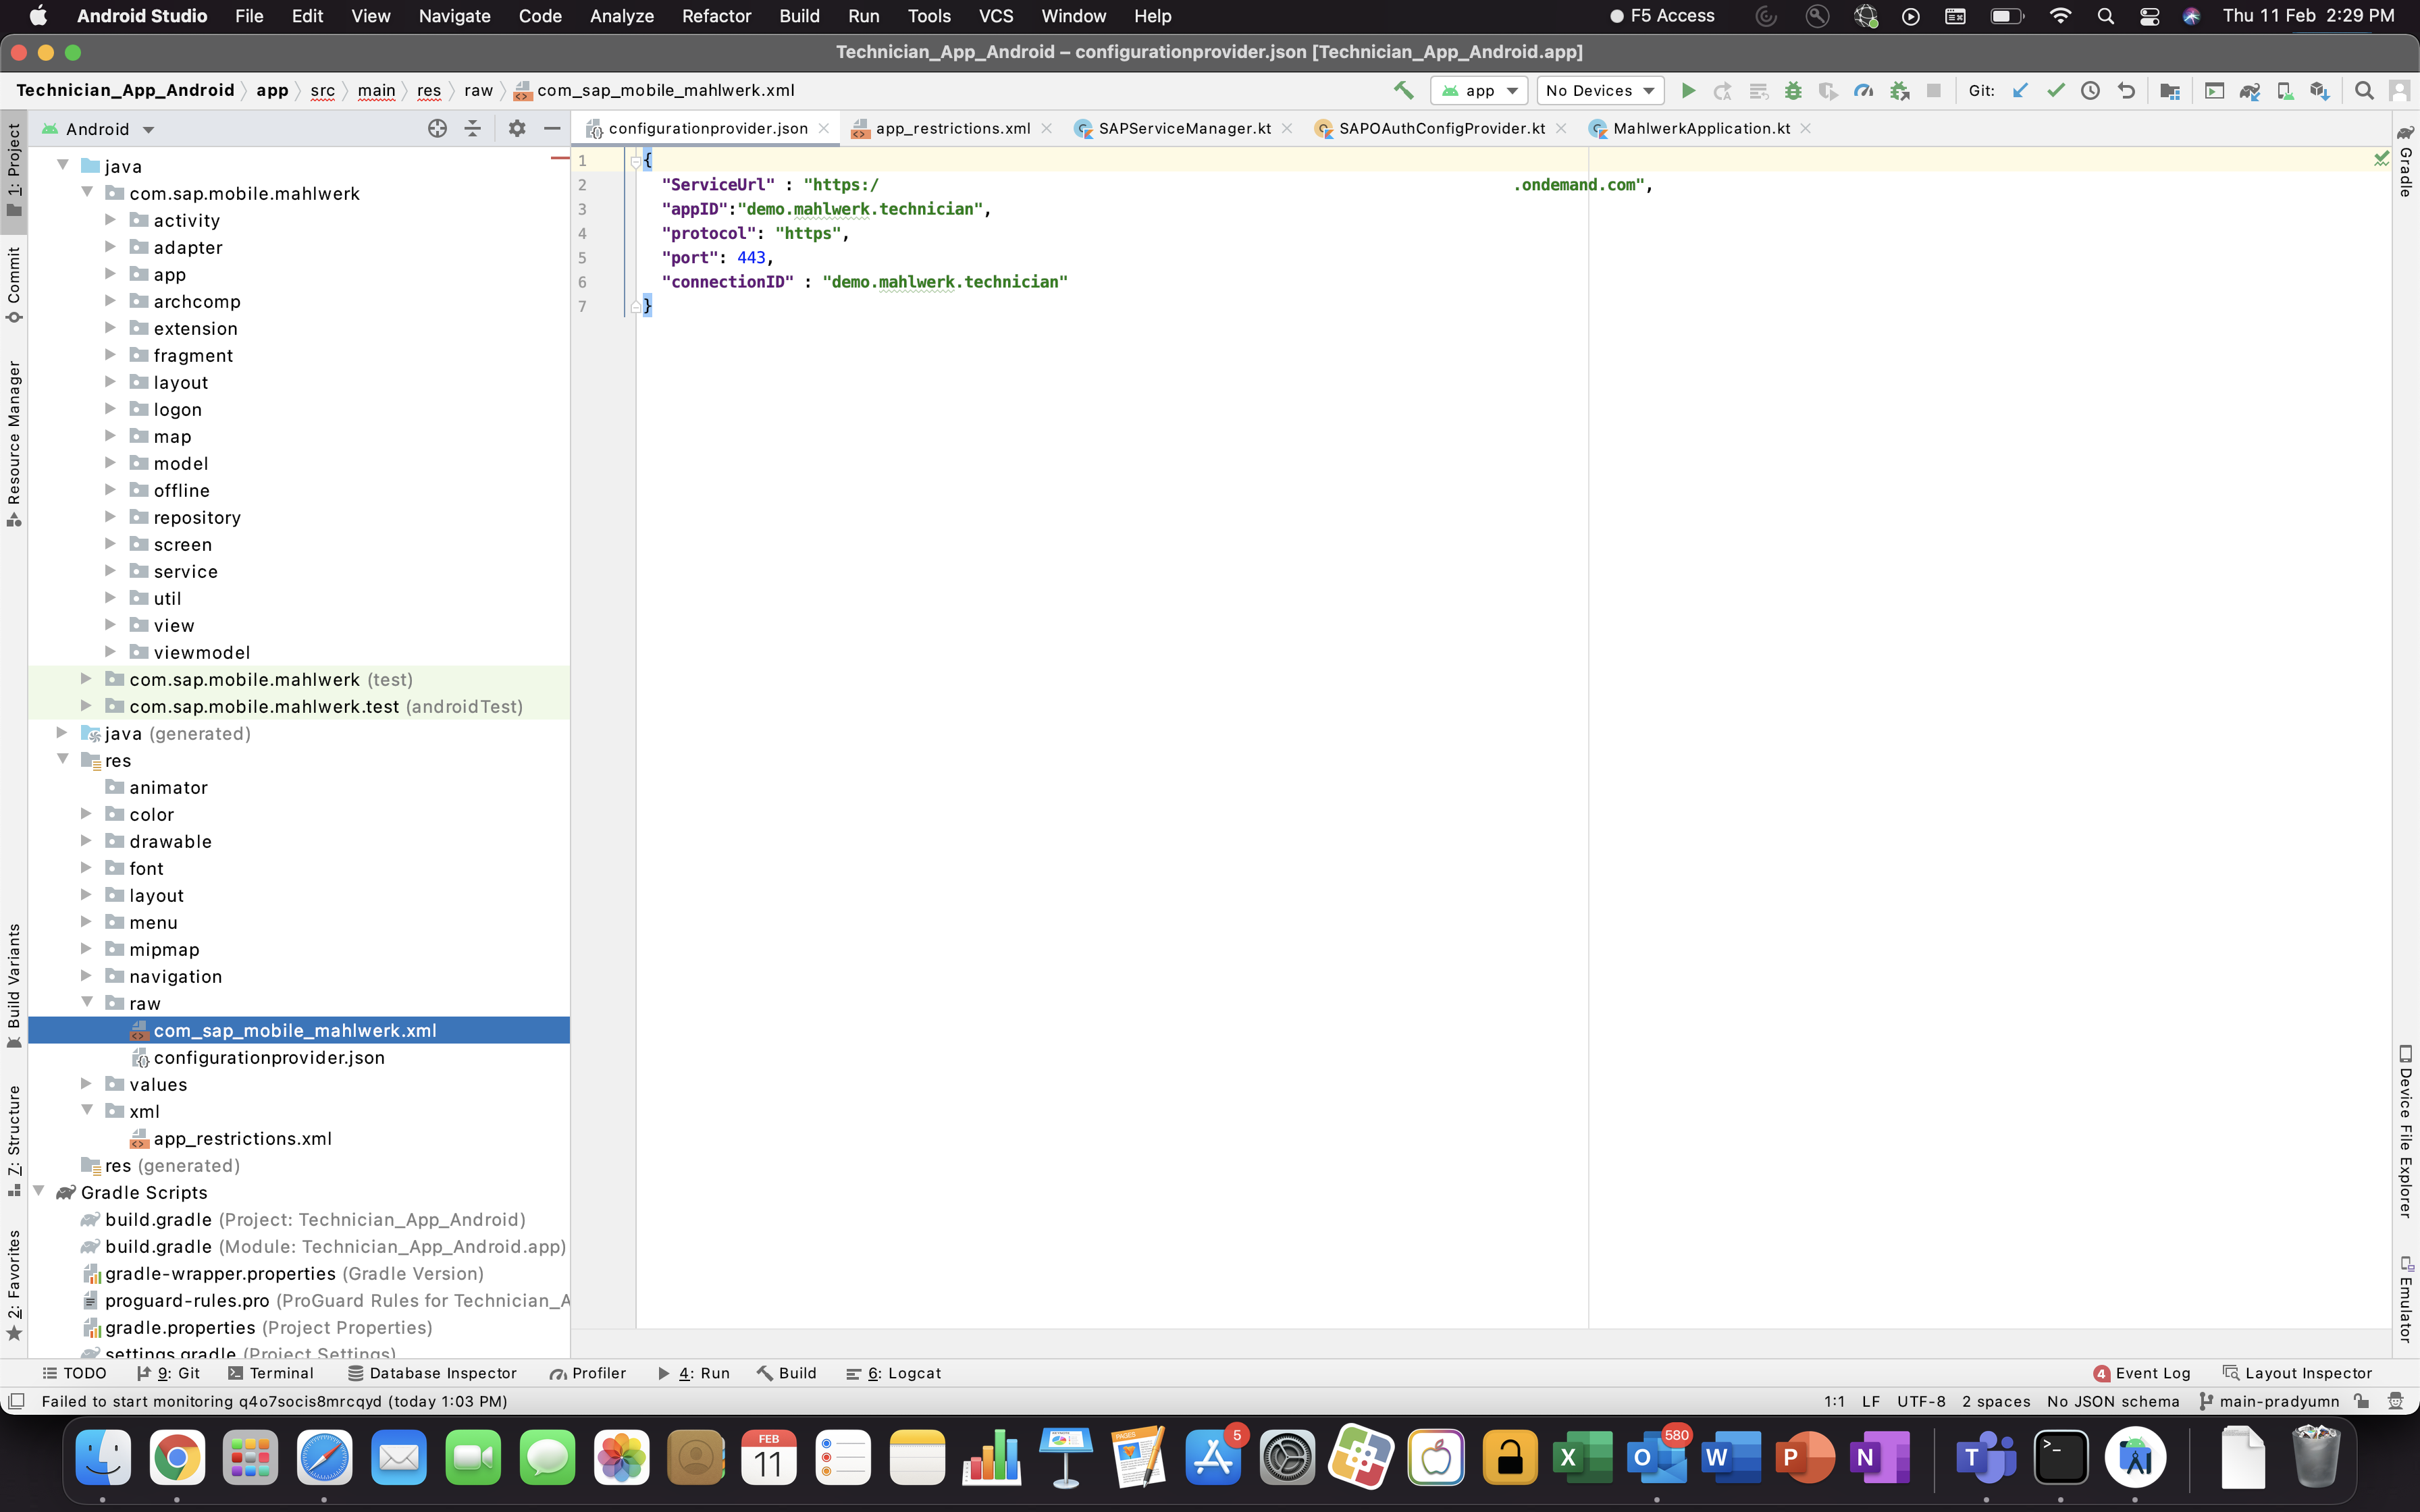 Android Studio File Edit View Navigate Code Analyze Refactor Build Run Tools VCS Window Help F5 Access Thu 11 Feb 2:29 PM
Technician_App_Android – configurationprovider.json [Technician_App_Android.app]
Technician_App_Android app src main res raw com_sap_mobile_mahlwerk.xml app No Devices Git:
Android configurationprovider.json app_restrictions.xml SAPServiceManager.kt SAPOAuthConfigProvider.kt MahlwerkApplication.kt
1 {
2 "ServiceUrl" : "https:/ .ondemand.com",
3 "appID":"demo.mahlwerk.technician",
4 "protocol": "https",
5 "port": 443,
6 "connectionID" : "demo.mahlwerk.technician"
7 }
java
com.sap.mobile.mahlwerk
activity
adapter
app
archcomp
extension
fragment
layout
logon
map
model
offline
repository
screen
service
util
view
viewmodel
com.sap.mobile.mahlwerk (test)
com.sap.mobile.mahlwerk.test (androidTest)
java (generated)
res
animator
color
drawable
font
layout
menu
mipmap
navigation
raw
com_sap_mobile_mahlwerk.xml
configurationprovider.json
values
xml
app_restrictions.xml
res (generated)
Gradle Scripts
build.gradle (Project: Technician_App_Android)
build.gradle (Module: Technician_App_Android.app)
gradle-wrapper.properties (Gradle Version)
proguard-rules.pro (ProGuard Rules for Technician_A
gradle.properties (Project Properties)
settings.gradle (Project Settings)
1: Project
Commit
Resource Manager
Build Variants
7: Structure
2: Favorites
Gradle
Device File Explorer
Emulator
TODO 9: Git Terminal Database Inspector Profiler 4: Run Build 6: Logcat 4 Event Log Layout Inspector
Failed to start monitoring q4o7socis8mrcqyd (today 1:03 PM) 1:1 LF UTF-8 2 spaces No JSON schema main-pradyumn
FEB
11
PAGES
5
X
O
580
W
P
N
T
>_